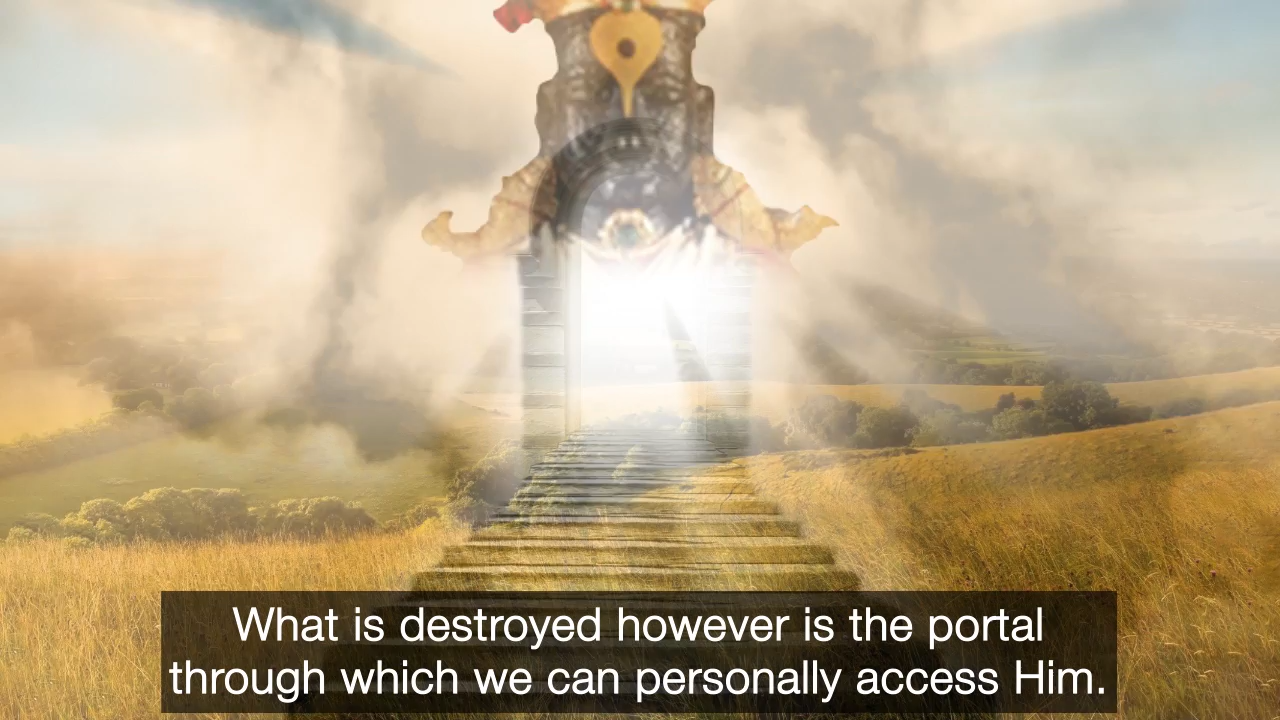 What is destroyed however is the portal
through which we can personally access Him.